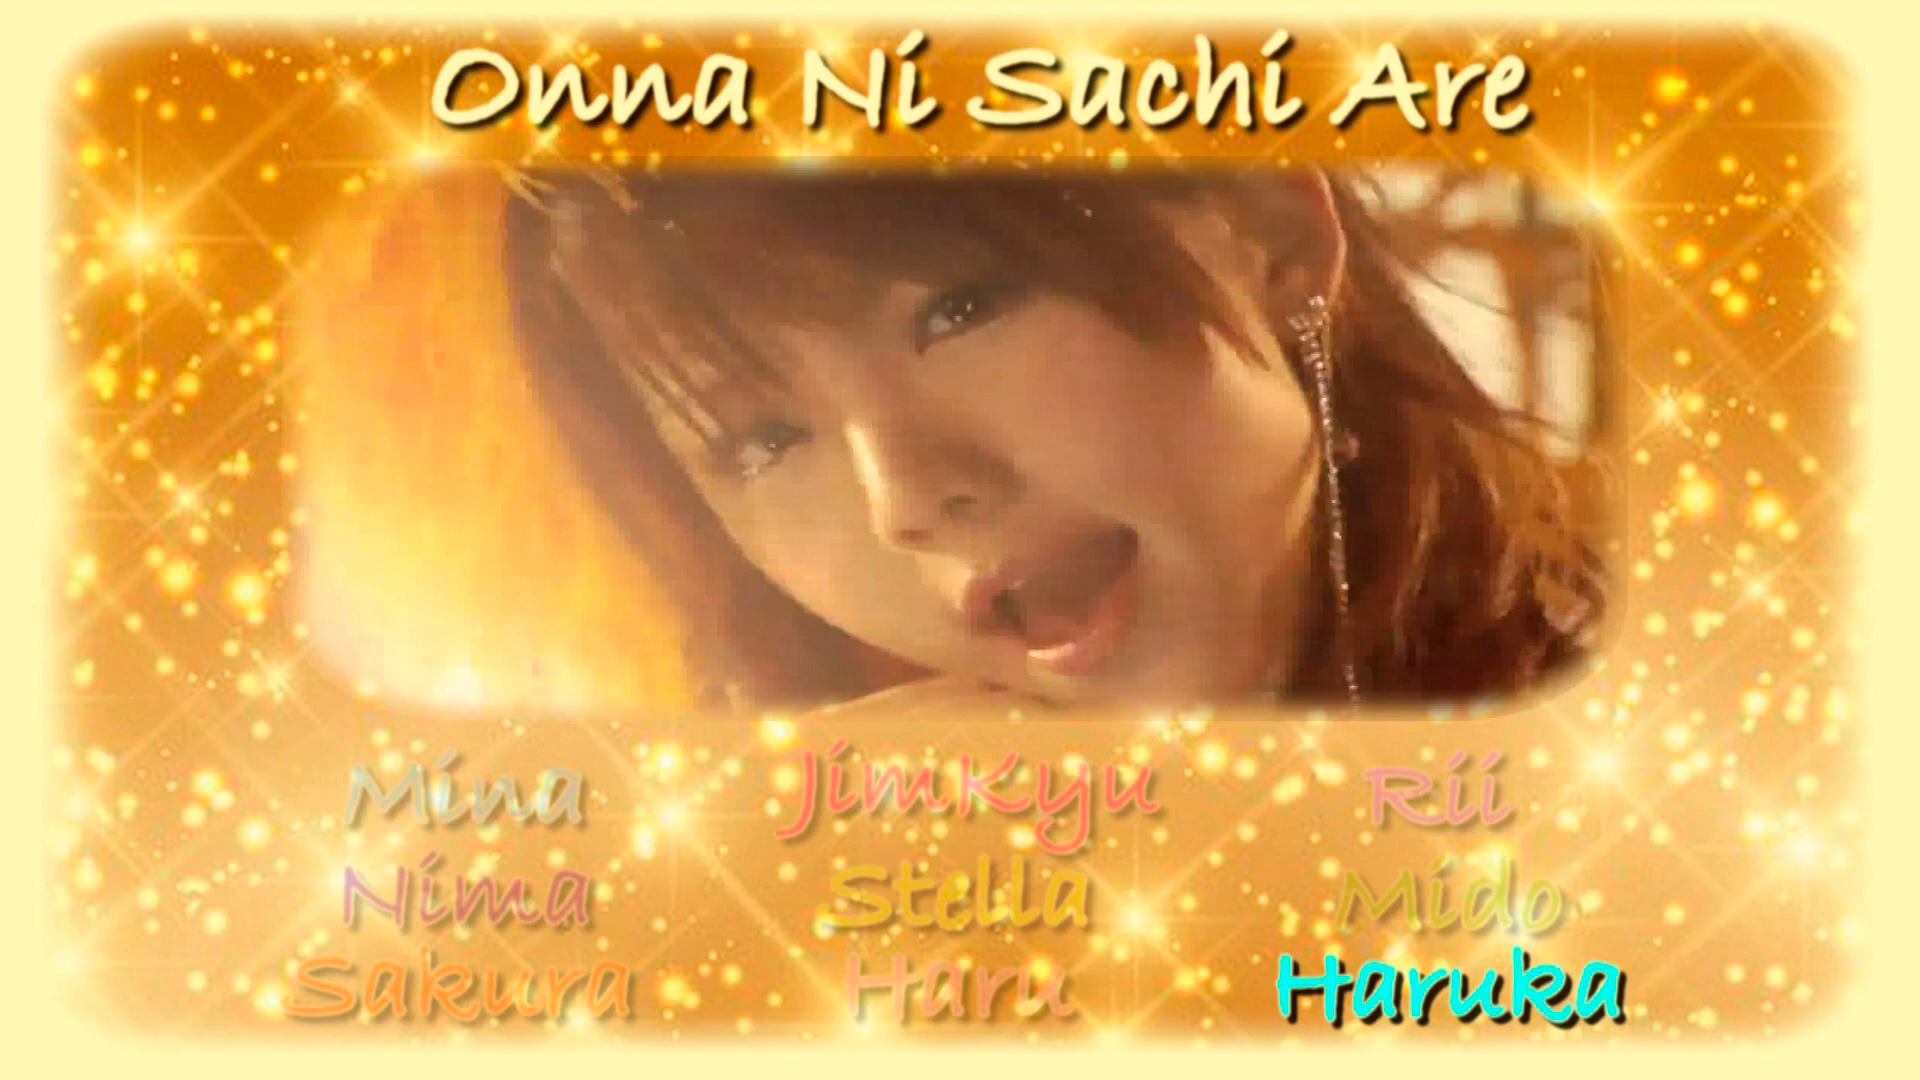 Onna Ni Sachi Are
Mina JimKyu Rii
Nima Stella Mido
Sakura Haru Haruka